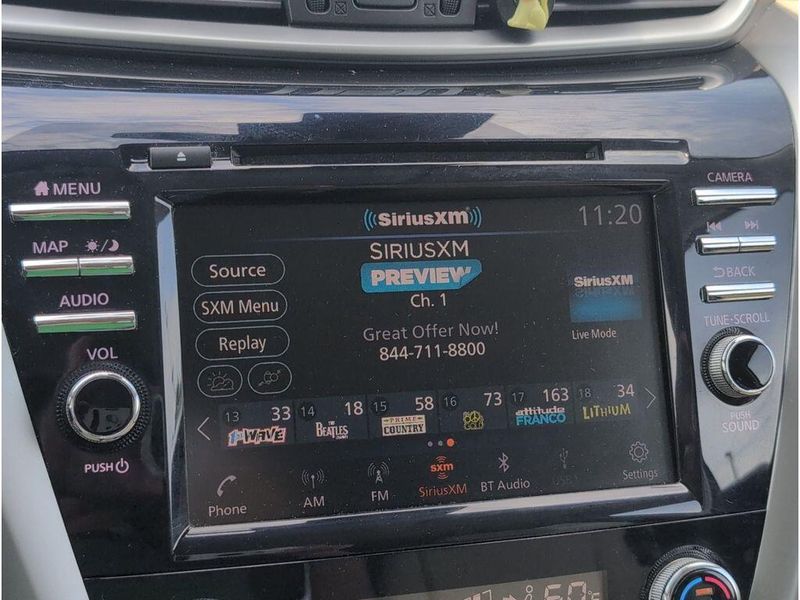 MENU
MAP
AUDIO
VOL
PUSH
SiriusXM
11:20
SIRIUSXM
PREVIEW
Ch. 1
Great Offer Now!
844-711-8800
Source
SXM Menu
Replay
SiriusXM
Live Mode
13 33 1st WAVE
14 18 THE BEATLES CHANNEL
15 58 PRIME COUNTRY
16 73
17 163 attitude FRANCO
18 34 LiTHiUM
Phone
AM
FM
sxm
SiriusXM
BT Audio
USB
Settings
CAMERA
BACK
TUNE·SCROLL
PUSH
SOUND
60°